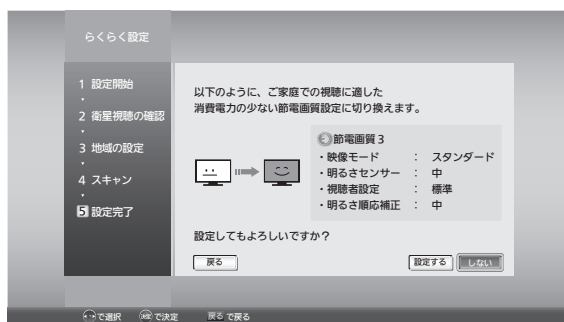 らくらく設定
1 設定開始
2 衛星視聴の確認
3 地域の設定
4 スキャン
5 設定完了
以下のように、ご家庭での視聴に適した
消費電力の少ない節電画質設定に切り換えます。
節電画質3
・映像モード : スタンダード
・明るさセンサー : 中
・視聴者設定 : 標準
・明るさ順応補正 : 中
設定してもよろしいですか?
戻る 設定する しない
で選択 決定 で決定 戻る で戻る